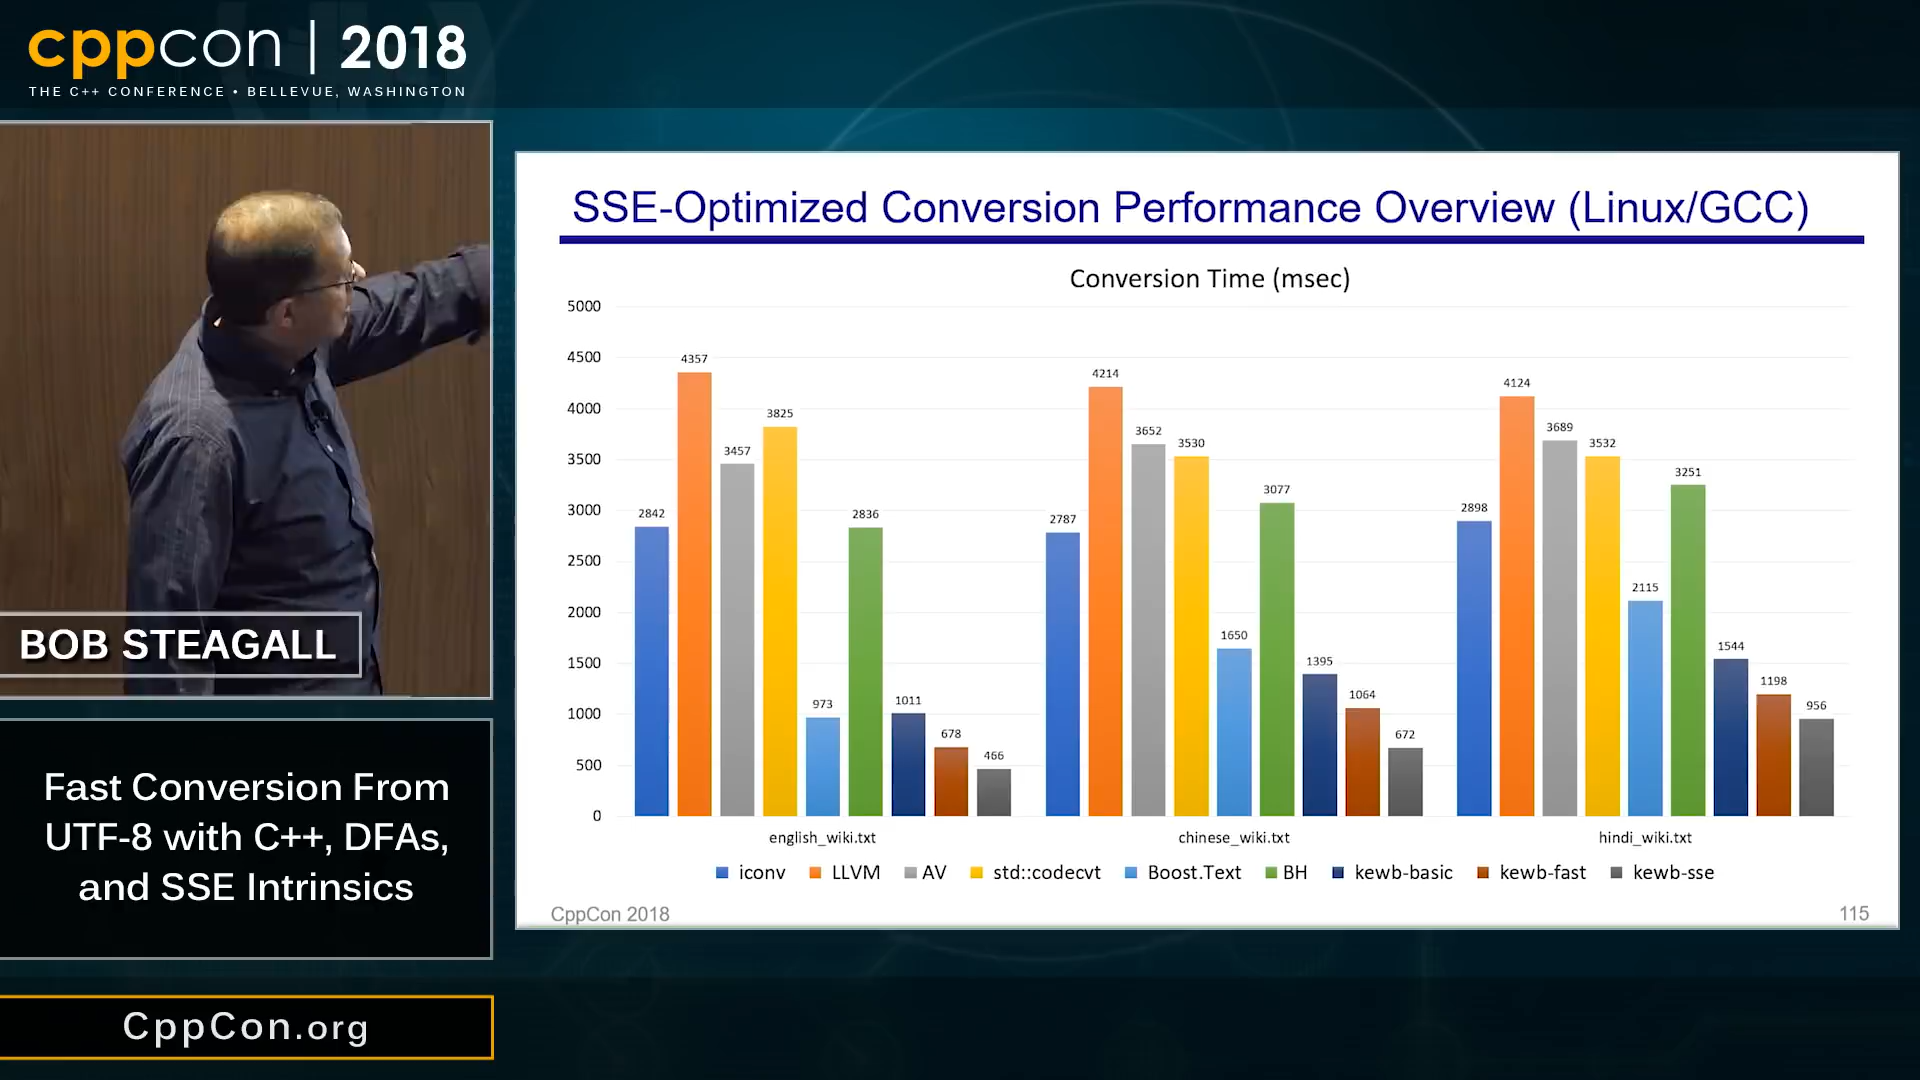 cppcon | 2018
THE C++ CONFERENCE • BELLEVUE, WASHINGTON
BOB STEAGALL
Fast Conversion From
UTF-8 with C++, DFAs,
and SSE Intrinsics
CppCon.org
SSE-Optimized Conversion Performance Overview (Linux/GCC)
Conversion Time (msec)
5000
4500
4000
3500
3000
2500
2000
1500
1000
500
0
2842
4357
3457
3825
973
2836
1011
678
466
2787
4214
3652
3530
1650
3077
1395
1064
672
2898
4124
3689
3532
2115
3251
1544
1198
956
english_wiki.txt
chinese_wiki.txt
hindi_wiki.txt
iconv LLVM AV std::codecvt Boost.Text BH kewb-basic kewb-fast kewb-sse
CppCon 2018
115